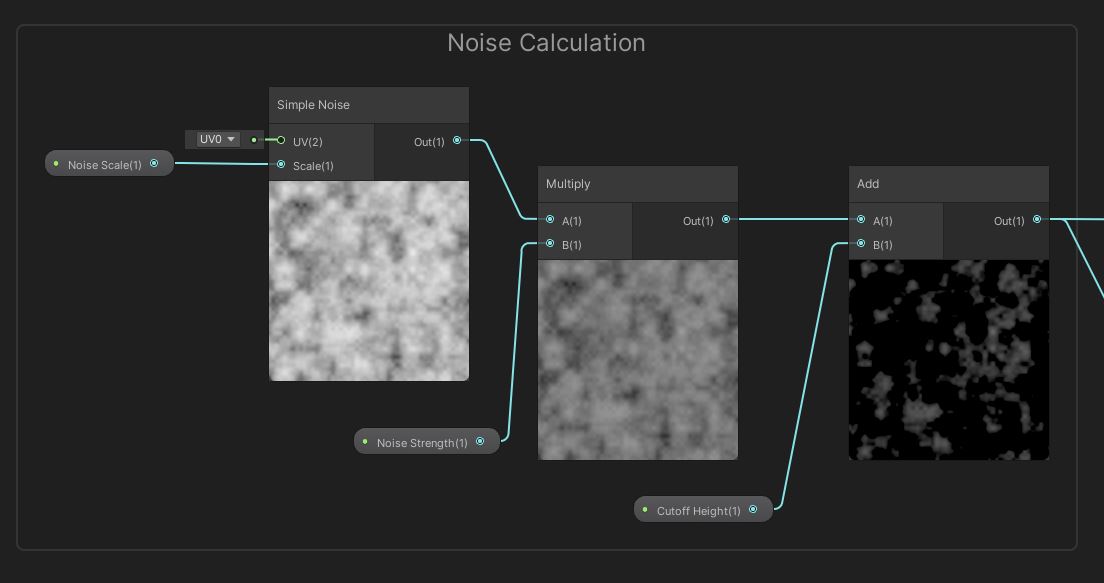 Noise Calculation
Simple Noise
UV0
UV(2)
Out(1)
Noise Scale(1)
Scale(1)
Multiply
A(1)
Out(1)
B(1)
Add
A(1)
Out(1)
B(1)
Noise Strength(1)
Cutoff Height(1)